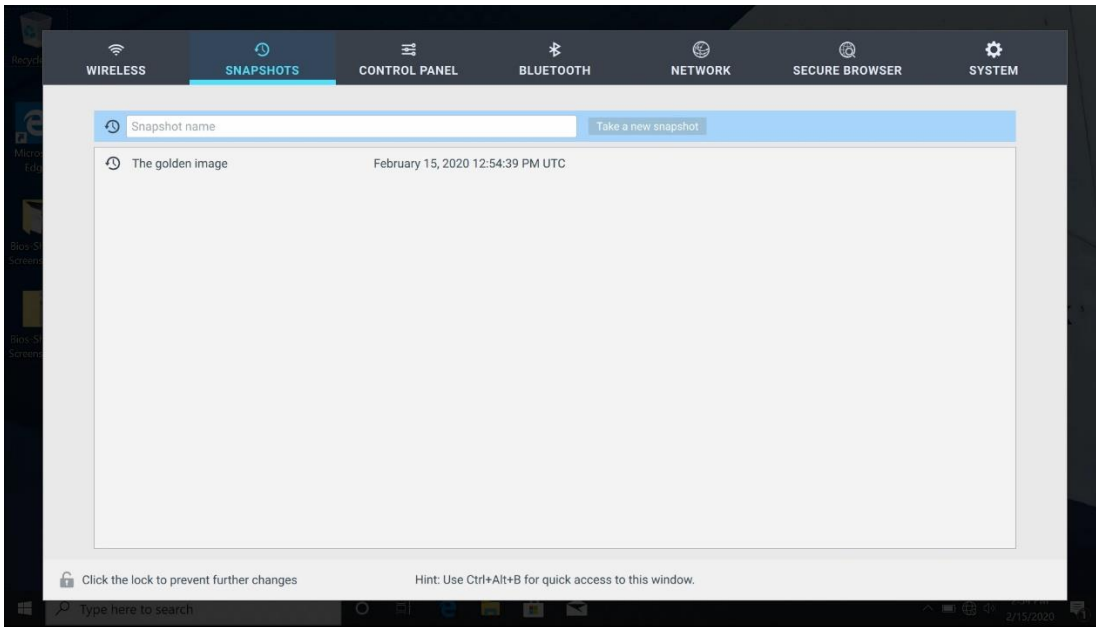 WIRELESS
SNAPSHOTS
CONTROL PANEL
BLUETOOTH
NETWORK
SECURE BROWSER
SYSTEM
Snapshot name
Take a new snapshot
The golden image
February 15, 2020 12:54:39 PM UTC
Click the lock to prevent further changes
Hint: Use Ctrl+Alt+B for quick access to this window.
Type here to search
2/15/2020